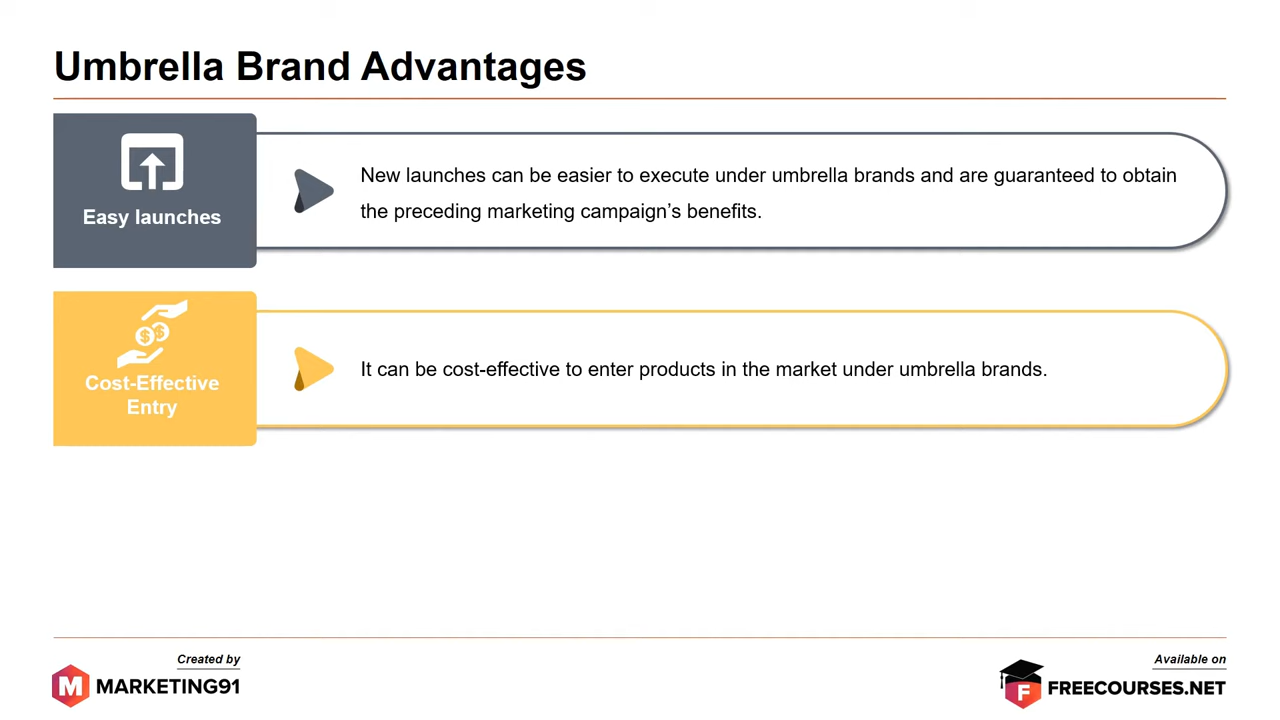 Umbrella Brand Advantages
Easy launches
New launches can be easier to execute under umbrella brands and are guaranteed to obtain
the preceding marketing campaign’s benefits.
$ $
Cost-Effective
Entry
It can be cost-effective to enter products in the market under umbrella brands.
Created by
M MARKETING91
Available on
F FREECOURSES.NET